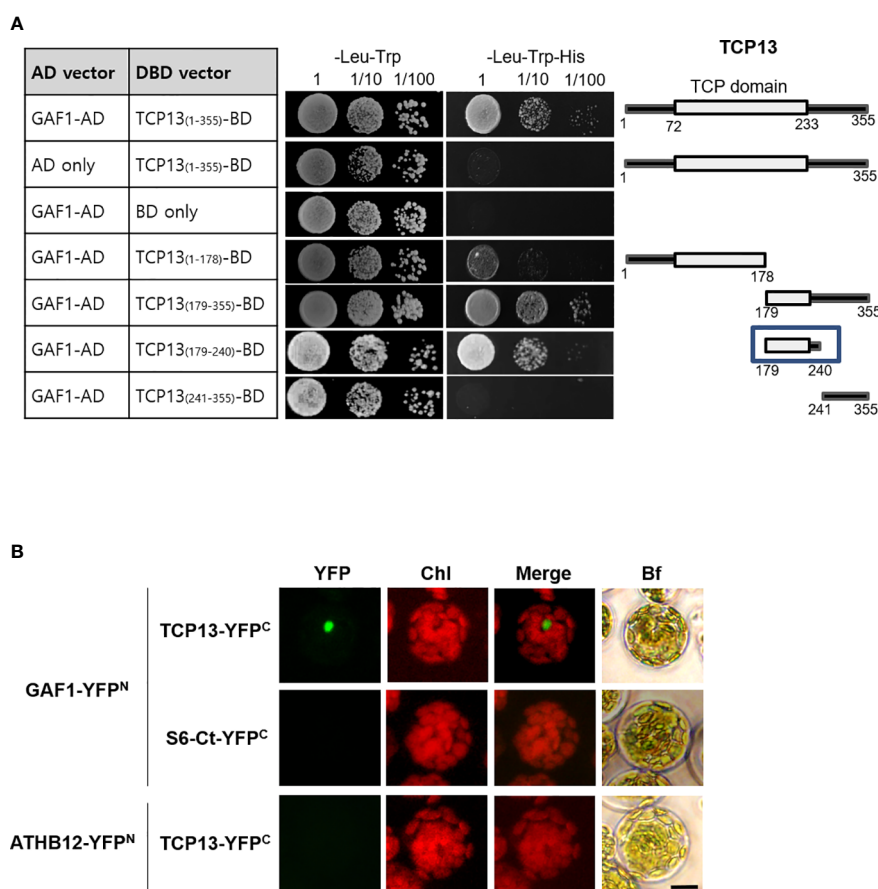 A
-Leu-Trp
-Leu-Trp-His
TCP13
AD vector DBD vector
1 1/10 1/100
1 1/10 1/100
TCP domain
GAF1-AD TCP13(1-355)-BD
1 72 233 355
AD only TCP13(1-355)-BD
1 355
GAF1-AD BD only
GAF1-AD TCP13(1-178)-BD
1 178
GAF1-AD TCP13(179-355)-BD
179 355
GAF1-AD TCP13(179-240)-BD
179 240
GAF1-AD TCP13(241-355)-BD
241 355
B
YFP Chl Merge Bf
TCP13-YFPC
GAF1-YFPN
S6-Ct-YFPC
ATHB12-YFPN TCP13-YFPC